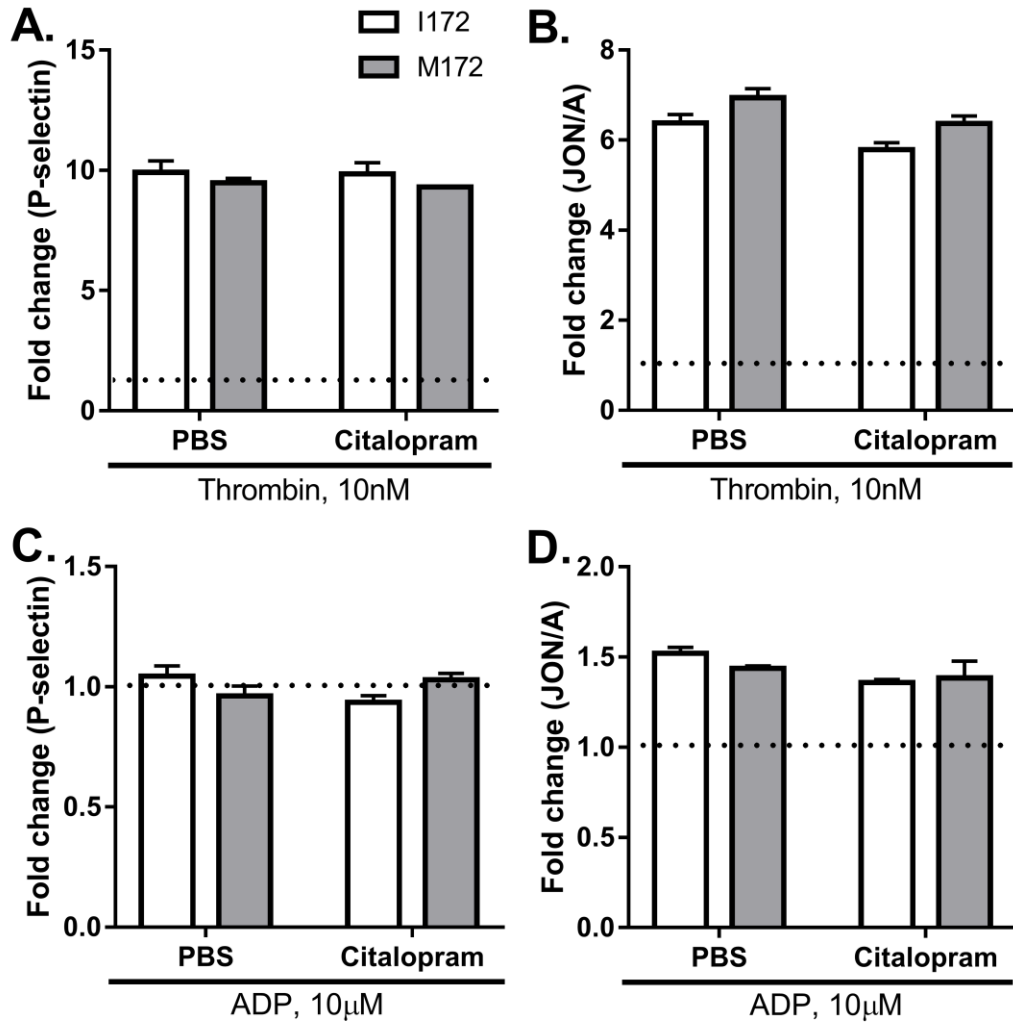 A.
I172
M172
Fold change (P-selectin)
15
10
5
0
PBS Citalopram
Thrombin, 10nM
B.
Fold change (JON/A)
8
6
4
2
0
PBS Citalopram
Thrombin, 10nM
C.
Fold change (P-selectin)
1.5
1.0
0.5
0.0
PBS Citalopram
ADP, 10μM
D.
Fold change (JON/A)
2.0
1.5
1.0
0.5
0.0
PBS Citalopram
ADP, 10μM